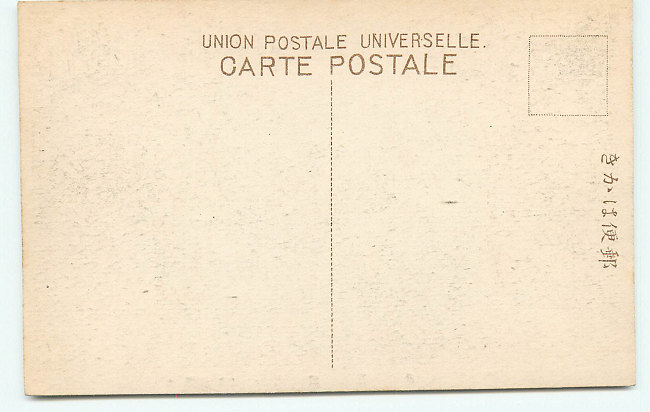 UNION POSTALE UNIVERSELLE.
CARTE POSTALE
きかは便郵